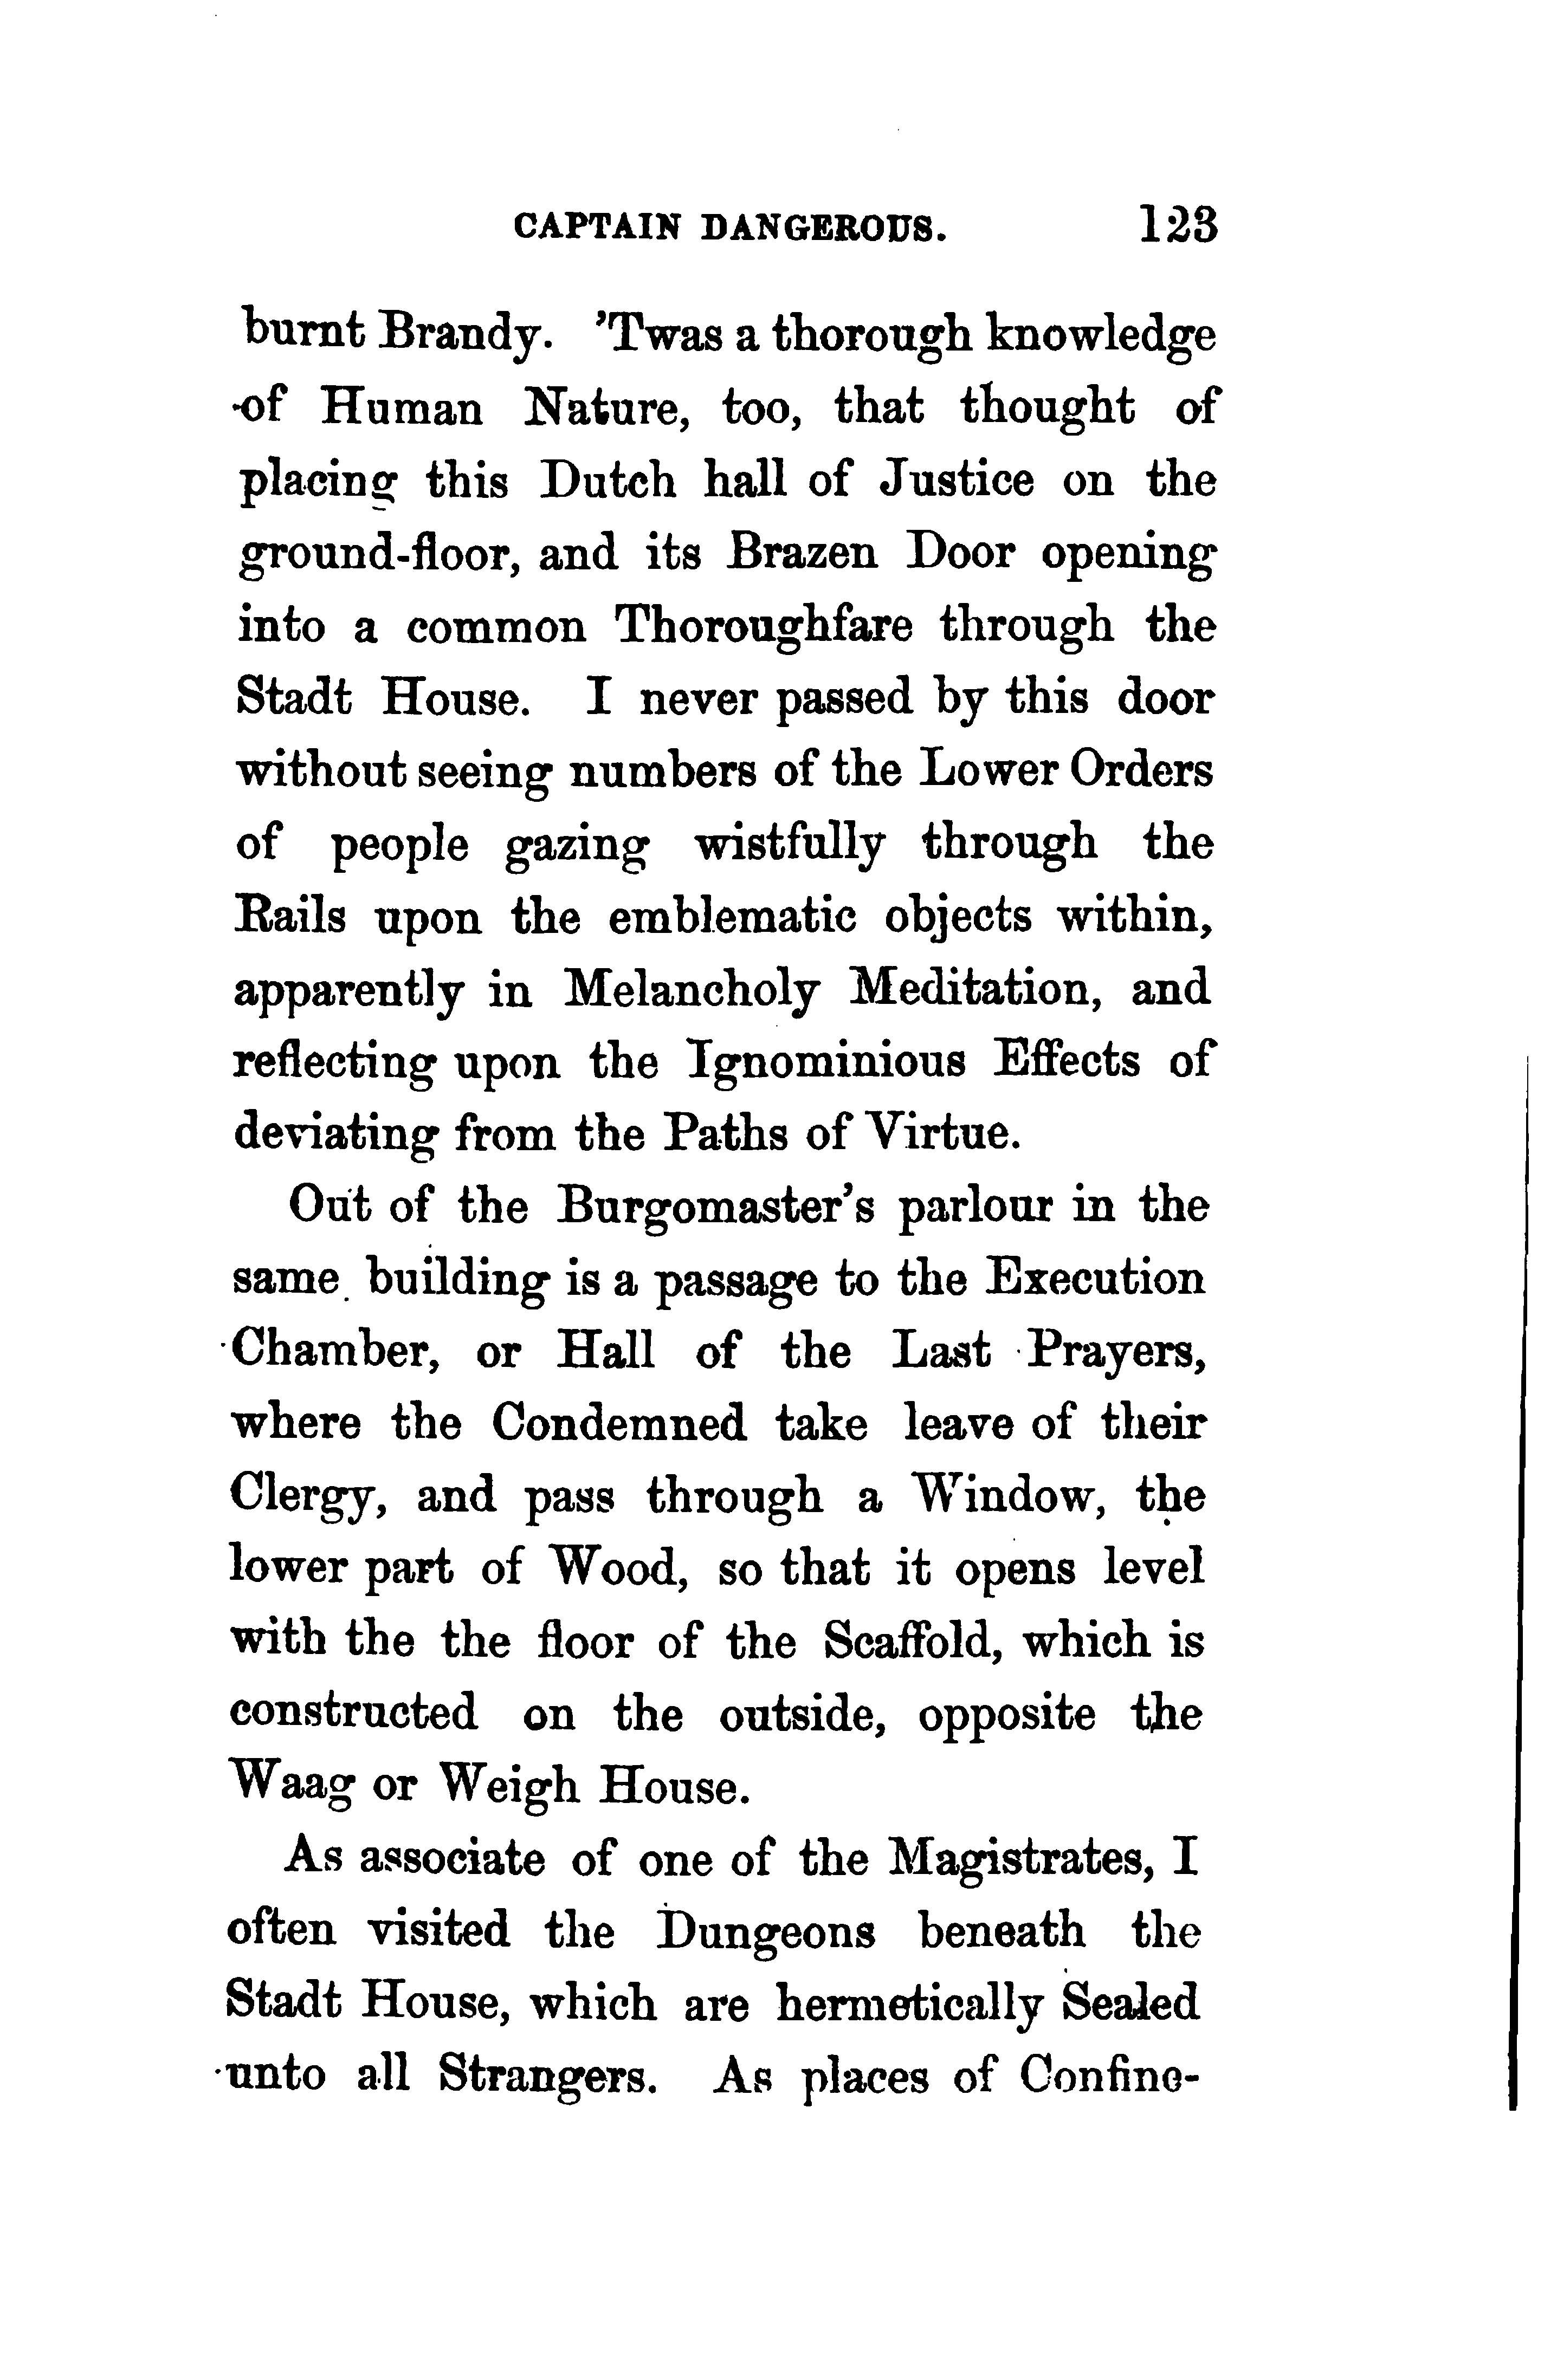 CAPTAIN DANGEROUS. 123
burnt Brandy. 'Twas a thorough knowledge
of Human Nature, too, that thought of
placing this Dutch hall of Justice on the
ground-floor, and its Brazen Door opening
into a common Thoroughfare through the
Stadt House. I never passed by this door
without seeing numbers of the Lower Orders
of people gazing wistfully through the
Rails upon the emblematic objects within,
apparently in Melancholy Meditation, and
reflecting upon the Ignominious Effects of
deviating from the Paths of Virtue.
Out of the Burgomaster's parlour in the
same building is a passage to the Execution
Chamber, or Hall of the Last Prayers,
where the Condemned take leave of their
Clergy, and pass through a Window, the
lower part of Wood, so that it opens level
with the the floor of the Scaffold, which is
constructed on the outside, opposite the
Waag or Weigh House.
As associate of one of the Magistrates, I
often visited the Dungeons beneath the
Stadt House, which are hermetically Sealed
unto all Strangers. As places of Confine-